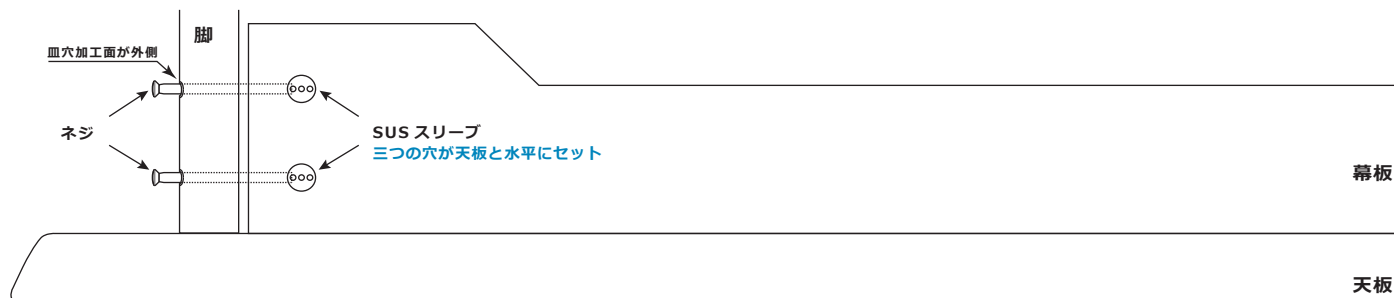 脚
皿穴加工面が外側
ネジ
SUS スリーブ
三つの穴が天板と水平にセット
幕板
天板